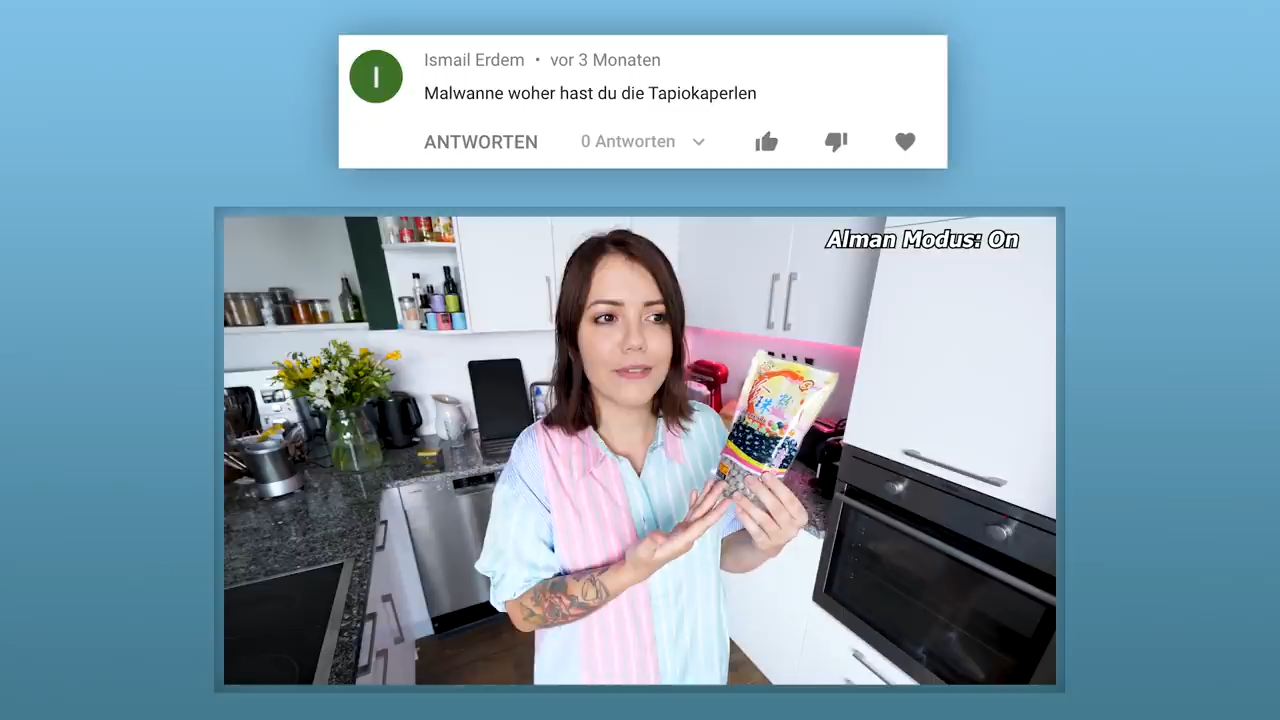 Ismail Erdem • vor 3 Monaten
I
Malwanne woher hast du die Tapiokaperlen
ANTWORTEN 0 Antworten
Alman Modus: On